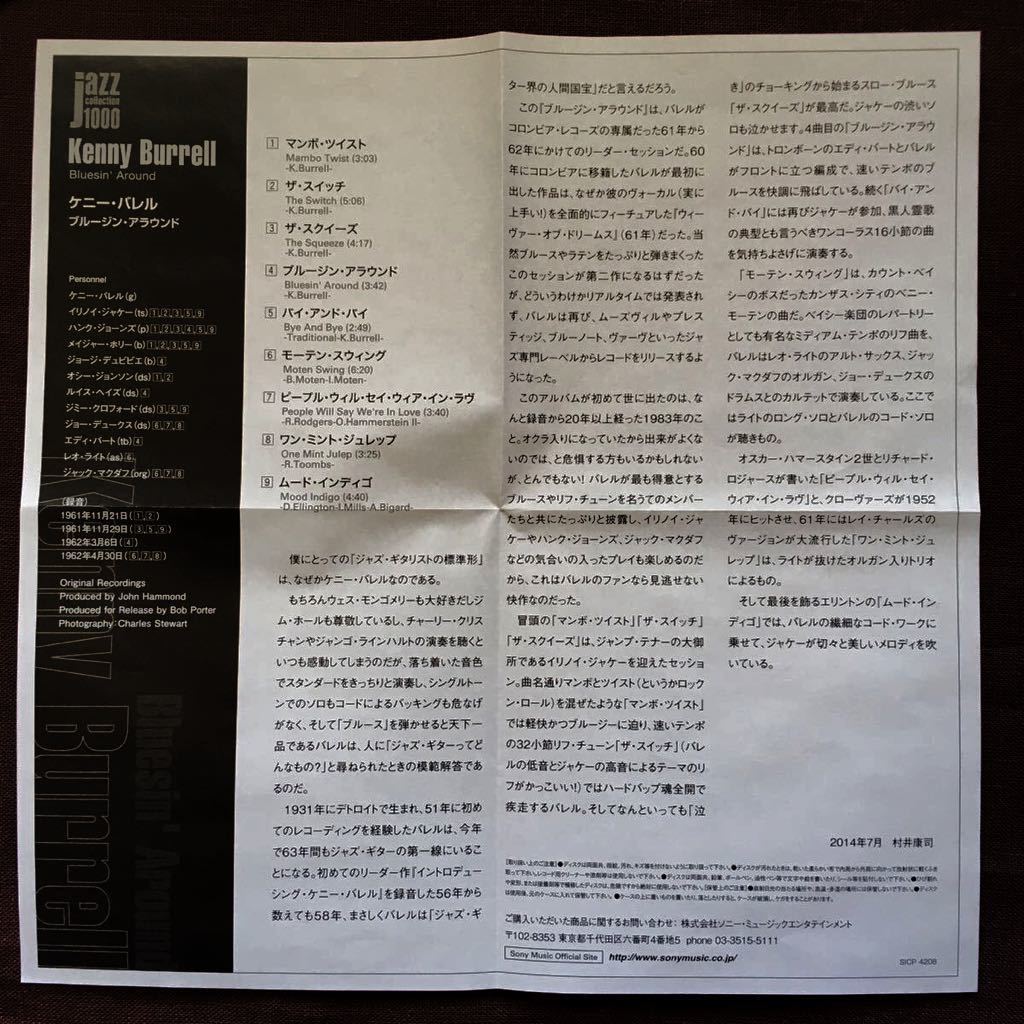 jazz
collection
1000
Kenny Burrell
Bluesin' Around
ケニー・バレル
ブルージン・アラウンド
Personnel
ケニー・バレル(g)
イリノイ・ジャケー(ts)1,2,3,5,9
ハンク・ジョーンズ(p)1,2,3,4,5,9
メイジャー・ホリー(b)1,2,3,5,9
ジョージ・デュビビエ(b)4
オシー・ジョンソン(ds)1,2
ルイス・ヘイズ(ds)4
ジミー・クロフォード(ds)3,5,9
ジョー・デュークス(ds)6,7,8
エディ・バート(tb)4
レオ・ライト(as)6
ジャック・マクダフ(org)6,7,8
〈録音〉
1961年11月21日(1,2)
1961年11月29日(3,5,9)
1962年3月6日(4)
1962年4月30日(6,7,8)
Original Recordings
Produced by John Hammond
Produced for Release by Bob Porter
Photography:Charles Stewart
Kenny Burrell
Bluesin' Around
1 マンボ・ツイスト
Mambo Twist (3:03)
-K.Burrell-
2 ザ・スイッチ
The Switch (5:06)
-K.Burrell-
3 ザ・スクイーズ
The Squeeze (4:17)
-K.Burrell-
4 ブルージン・アラウンド
Bluesin' Around (3:42)
-K.Burrell-
5 バイ・アンド・バイ
Bye And Bye (2:49)
-Traditional-K.Burrell-
6 モーテン・スウィング
Moten Swing (6:20)
-B.Moten-I.Moten-
7 ピープル・ウィル・セイ・ウィア・イン・ラヴ
People Will Say We're In Love (3:40)
-R.Rodgers-O.Hammerstein II-
8 ワン・ミント・ジュレップ
One Mint Julep (3:25)
-R.Toombs-
9 ムード・インディゴ
Mood Indigo (4:40)
-D.Ellington-I.Mills-A.Bigard-
僕にとっての「ジャズ・ギタリストの標準形」
は、なぜかケニー・バレルなのである。
もちろんウェス・モンゴメリーも大好きだしジ
ム・ホールも尊敬しているし、チャーリー・クリス
チャンやジャンゴ・ラインハルトの演奏を聴くと
いつも感動してしまうのだが、落ち着いた音色
でスタンダードをきっちりと演奏し、シングルトー
ンでのソロもコードによるバッキングも危なげ
がなく、そして「ブルース」を弾かせると天下一
品であるバレルは、人に「ジャズ・ギターってど
んなもの?」と尋ねられたときの模範解答であ
るのだ。
1931年にデトロイトで生まれ、51年に初め
てのレコーディングを経験したバレルは、今年
で63年間もジャズ・ギターの第一線にいるこ
とになる。初めてのリーダー作『イントロデュー
シング・ケニー・バレル』を録音した56年から
数えても58年、まさしくバレルは「ジャズ・ギ
ター界の人間国宝」だと言えるだろう。
この『ブルージン・アラウンド』は、バレルが
コロンビア・レコーズの専属だった61年から
62年にかけてのリーダー・セッションだ。60
年にコロンビアに移籍したバレルが最初に
出した作品は、なぜか彼のヴォーカル(実に
上手い!)を全面的にフィーチュアした『ウィー
ヴァー・オブ・ドリームス』(61年)だった。当
然ブルースやラテンをたっぷりと弾きまくった
このセッションが第二作になるはずだった
が、どういうわけかリアルタイムでは発表され
ず、バレルは再び、ムーズヴィルやプレス
ティッジ、ブルーノート、ヴァーヴといったジャ
ズ専門レーベルからレコードをリリースするよ
うになった。
このアルバムが初めて世に出たのは、な
んと録音から20年以上経った1983年のこ
と。オクラ入りになっていたから出来がよくな
いのでは、と危惧する方もいるかもしれない
が、とんでもない! バレルが最も得意とする
ブルースやリフ・チューンを名うてのメンバー
たちと共にたっぷりと披露し、イリノイ・ジャ
ケーやハンク・ジョーンズ、ジャック・マクダフ
などの気合いの入ったプレイも楽しめるのだ
から、これはバレルのファンなら見逃せない
快作なのだった。
冒頭の「マンボ・ツイスト」「ザ・スイッチ」
「ザ・スクイーズ」は、ジャンプ・テナーの大御
所であるイリノイ・ジャケーを迎えたセッショ
ン。曲名通りマンボとツイスト(というかロック
ン・ロール)を混ぜたような「マンボ・ツイスト」
では軽快かつブルージーに迫り、速いテンポ
の32小節リフ・チューン「ザ・スイッチ」(バレ
ルの低音とジャケーの高音によるテーマのリ
フがかっこいい!)ではハードバップ魂全開で
疾走するバレル。そしてなんといっても「泣
き」のチョーキングから始まるスロー・ブルース
「ザ・スクイーズ」が最高だ。ジャケーの渋いソ
ロも泣かせます。4曲目の「ブルージン・アラウ
ンド」は、トロンボーンのエディ・バートとバレル
がフロントに立つ編成で、速いテンポのブ
ルースを快調に飛ばしている。続く「バイ・アン
ド・バイ」には再びジャケーが参加、黒人霊歌
の典型とも言うべきワンコーラス16小節の曲
を気持ちよさげに演奏する。
「モーテン・スウィング」は、カウント・ベイ
シーのボスだったカンザス・シティのベニー・
モーテンの曲だ。ベイシー楽団のレパートリー
としても有名なミディアム・テンポのリフ曲を、
バレルはレオ・ライトのアルト・サックス、ジャッ
ク・マクダフのオルガン、ジョー・デュークスの
ドラムスとのカルテットで演奏している。ここで
はライトのロング・ソロとバレルのコード・ソロ
が聴きもの。
オスカー・ハマースタイン2世とリチャード・
ロジャースが書いた「ピープル・ウィル・セイ・
ウィア・イン・ラヴ」と、クローヴァーズが1952
年にヒットさせ、61年にはレイ・チャールズの
ヴァージョンが大流行した「ワン・ミント・ジュ
レップ」は、ライトが抜けたオルガン入りトリオ
によるもの。
そして最後を飾るエリントンの「ムード・イン
ディゴ」では、バレルの繊細なコード・ワークに
乗せて、ジャケーが切々と美しいメロディを吹
いている。
2014年7月 村井康司
ご購入いただいた商品に関するお問い合わせ: 株式会社ソニー・ミュージックエンタテインメント
〒102-8353 東京都千代田区六番町4番地5 phone 03-3515-5111
Sony Music Official Site http://www.sonymusic.co.jp/
SICP 4208